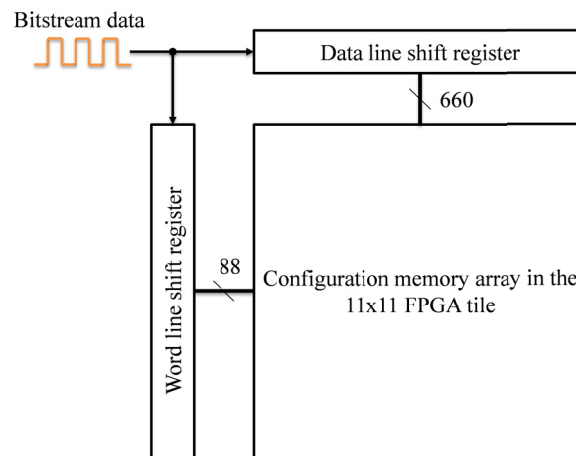 Bitstream data
Data line shift register
660
Word line shift register
88
Configuration memory array in the
11x11 FPGA tile